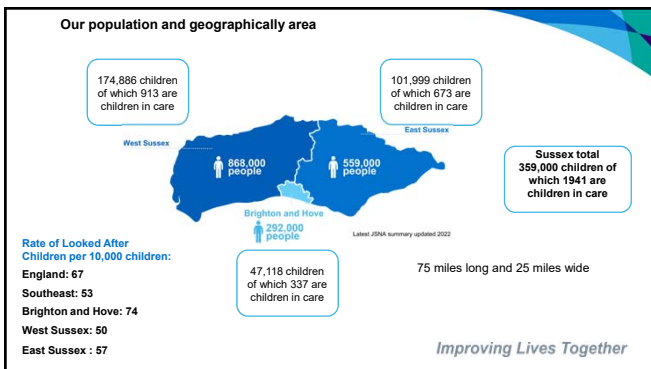 Our population and geographically area
174,886 children
of which 913 are
children in care
101,999 children
of which 673 are
children in care
West Sussex
East Sussex
868,000
people
559,000
people
Sussex total
359,000 children of
which 1941 are
children in care
Brighton and Hove
292,000
people
Latest JSNA summary updated 2022
Rate of Looked After
Children per 10,000 children:
England: 67
Southeast: 53
Brighton and Hove: 74
West Sussex: 50
East Sussex : 57
47,118 children
of which 337 are
children in care
75 miles long and 25 miles wide
Improving Lives Together